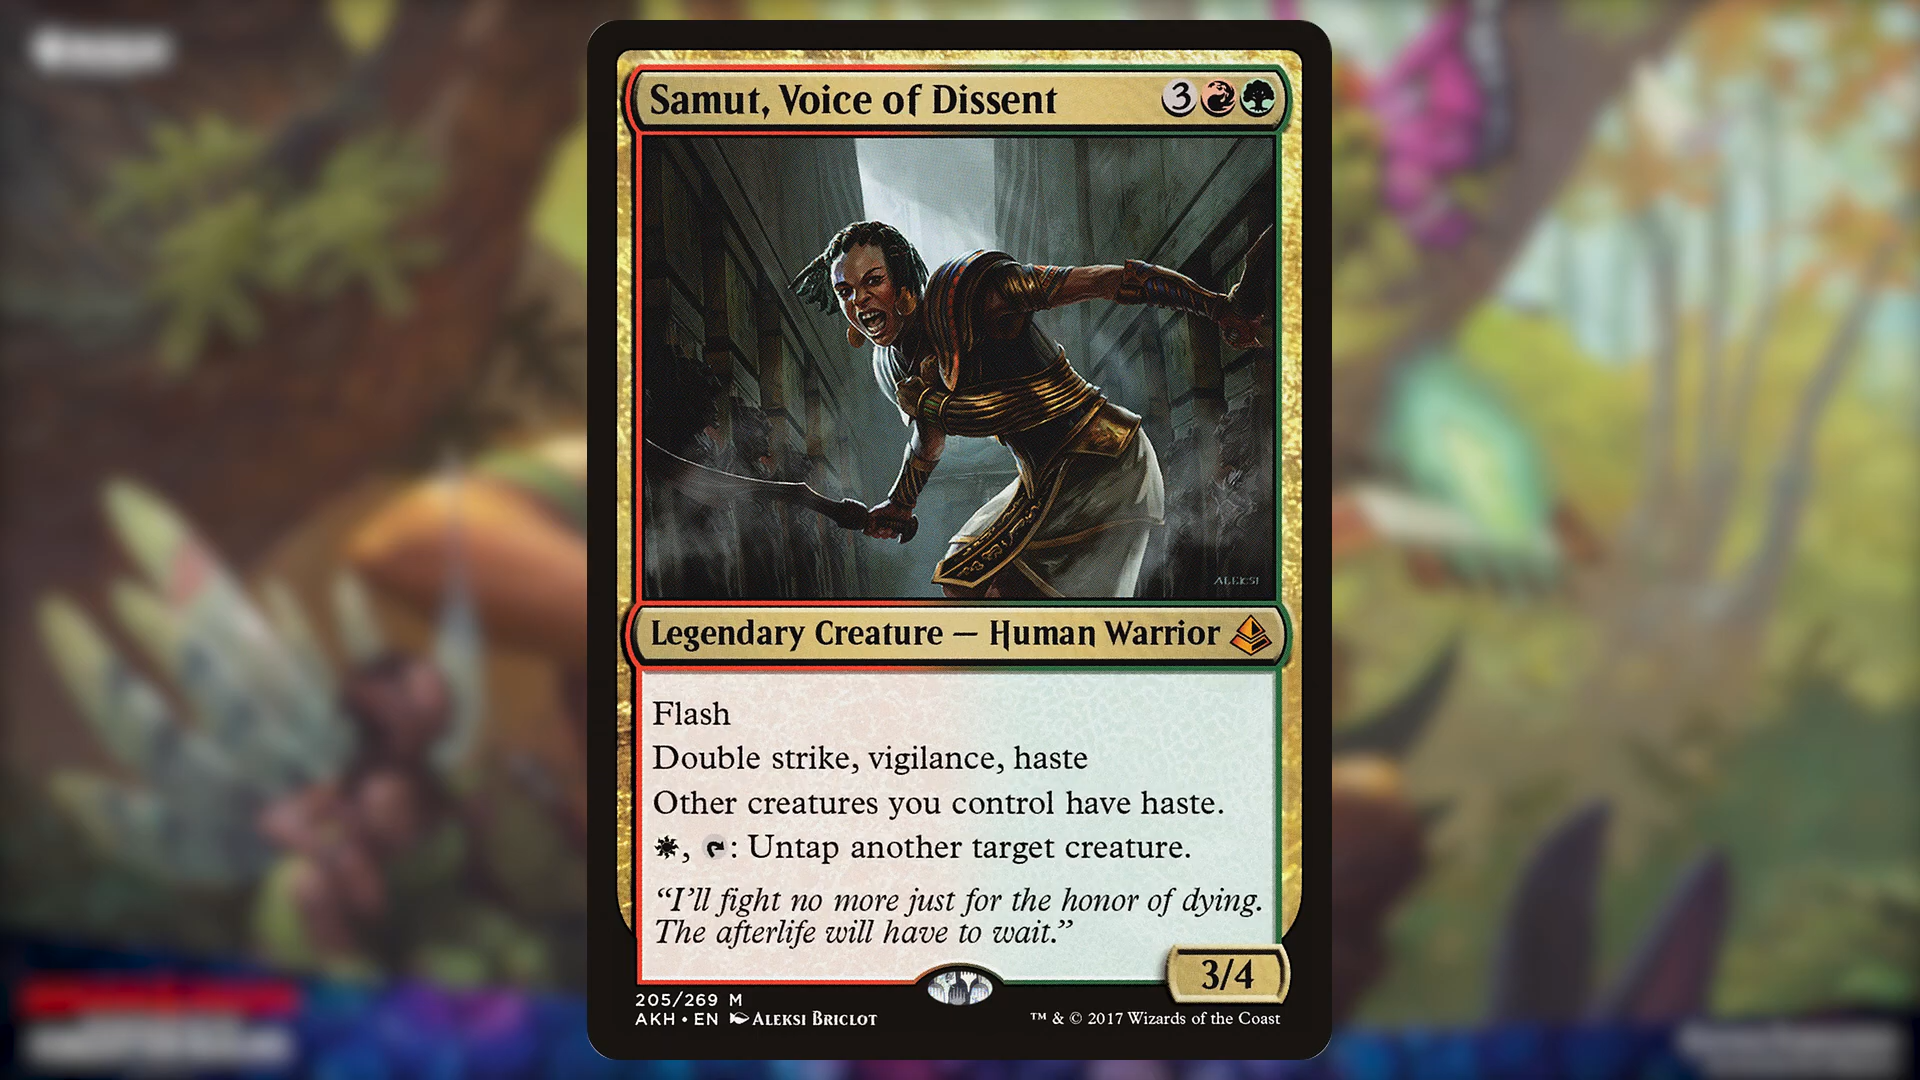 Samut, Voice of Dissent 3
ALEKSI
Legendary Creature — Human Warrior
Flash
Double strike, vigilance, haste
Other creatures you control have haste.
, : Untap another target creature.
“I’ll fight no more just for the honor of dying.
The afterlife will have to wait.”
3/4
205/269 M
AKH • EN Aleksi Briclot
™ & © 2017 Wizards of the Coast